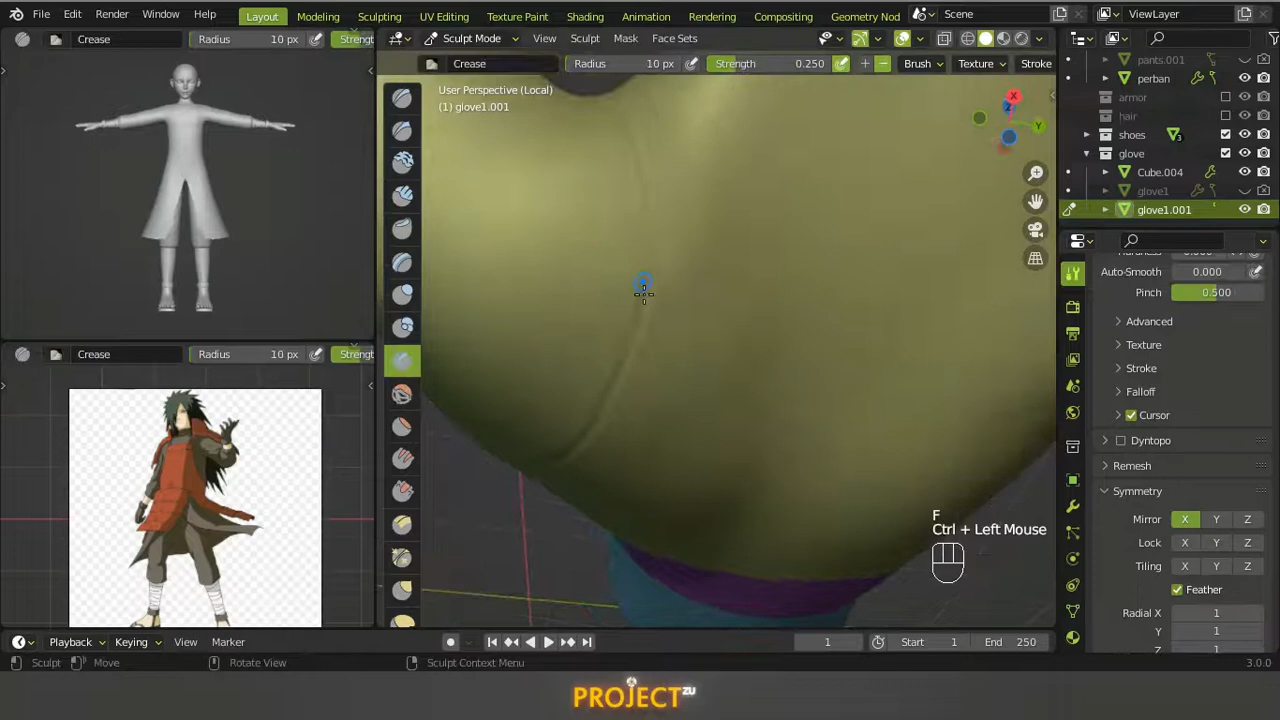 File Edit Render Window Help Layout Modeling Sculpting UV Editing Texture Paint Shading Animation Rendering Compositing Geometry Nod Scene ViewLayer
Crease Radius 10 px Strengt
Sculpt Mode View Sculpt Mask Face Sets
Crease Radius 10 px Strength 0.250 Brush Texture Stroke
User Perspective (Local)
(1) glove1.001
X
Y
Z
pants.001
perban
armor
hair
shoes 3
glove
Cube.004
glove1
glove1.001
Auto-Smooth 0.000
Pinch 0.500
Advanced
Texture
Stroke
Falloff
Cursor
Dyntopo
Remesh
Symmetry
Mirror X Y Z
Lock X Y Z
Tiling X Y Z
Feather
Radial X 1
Y 1
Crease Radius 10 px Strengt
F
Ctrl + Left Mouse
Playback Keying View Marker 1 Start 1 End 250
Sculpt Move Rotate View Sculpt Context Menu 3.0.0
PROJECT ZU